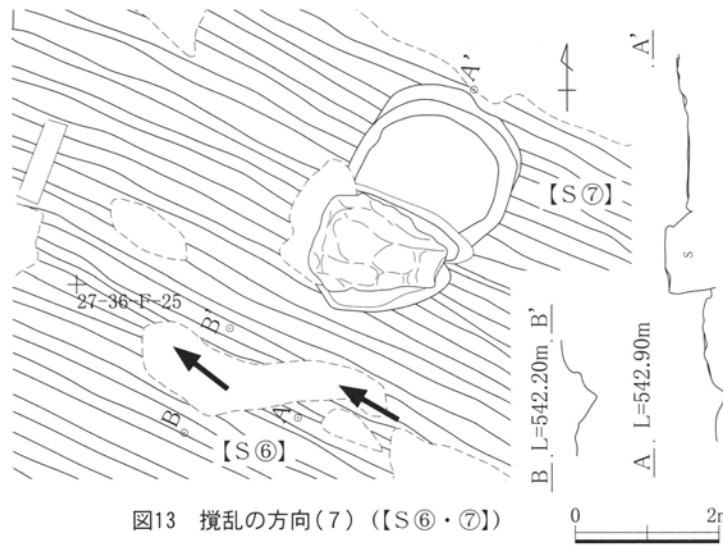 A'
A'
【S⑦】
S
27-36-F-25
B'
B
A
【S⑥】
B L=542.20m B'
A L=542.90m
図13 撹乱の方向(7)(【S⑥・⑦】)
0 2m